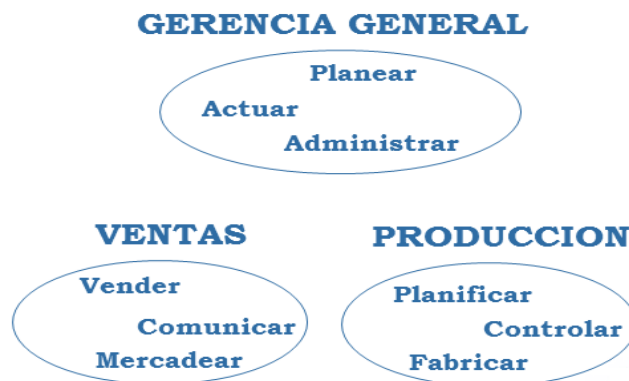 GERENCIA GENERAL
Planear
Actuar
Administrar
VENTAS
Vender
Comunicar
Mercadear
PRODUCCION
Planificar
Controlar
Fabricar